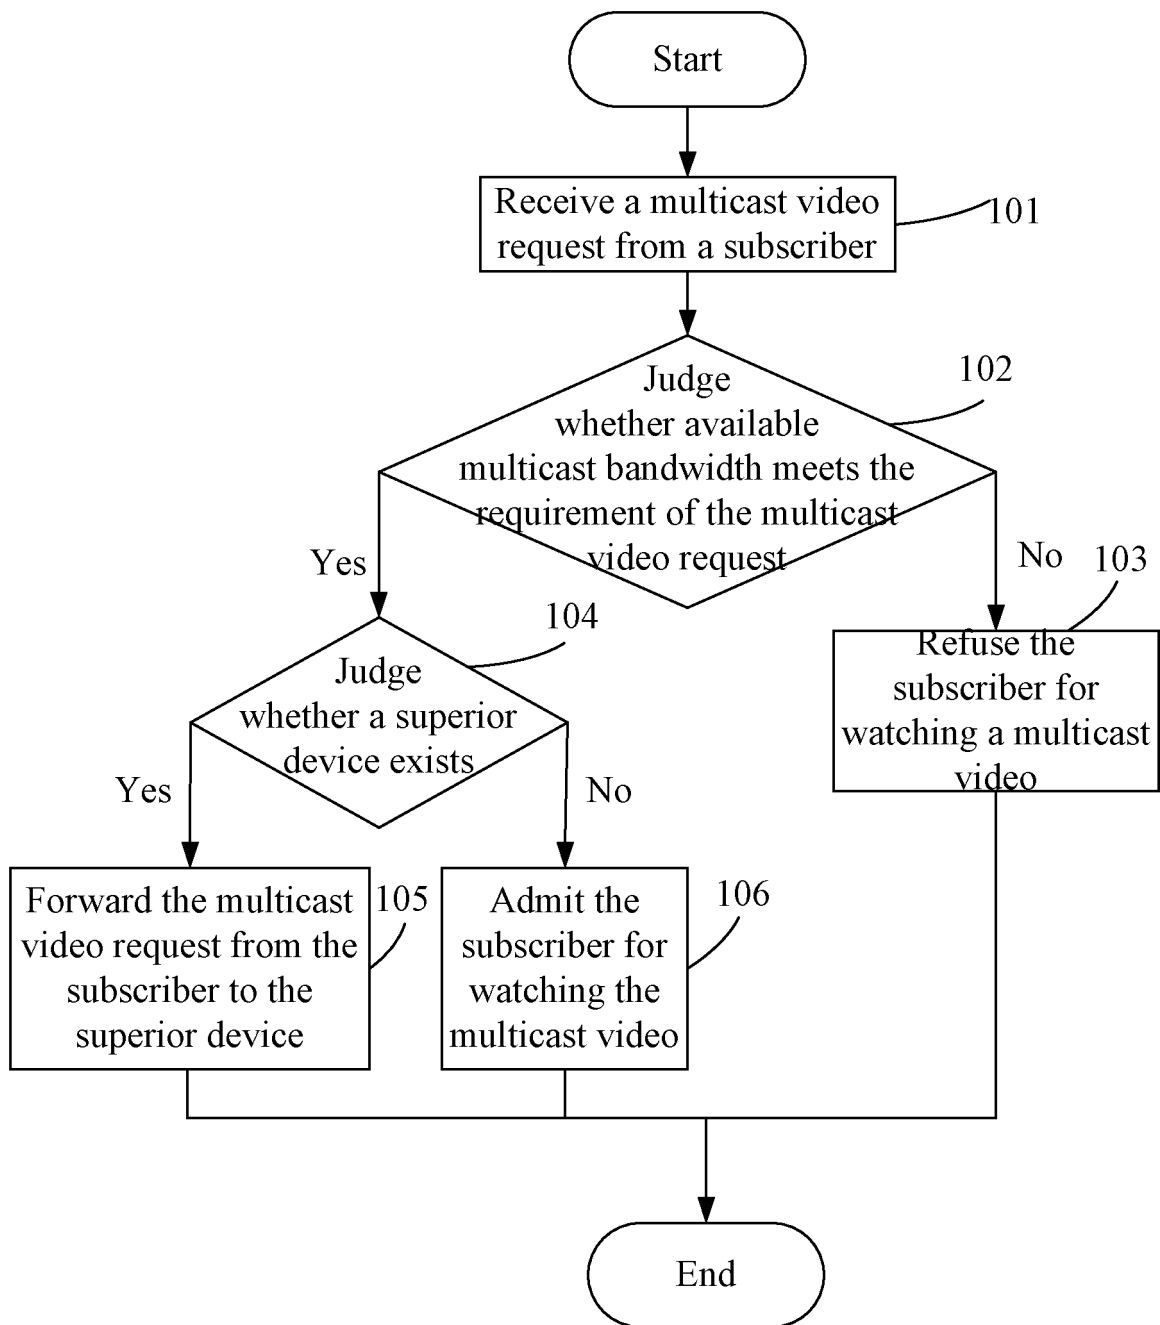 Start
Receive a multicast video
request from a subscriber
101
Judge
whether available
multicast bandwidth meets the
requirement of the multicast
video request
102
Yes
No
103
Refuse the
subscriber for
watching a multicast
video
104
Judge
whether a superior
device exists
Yes
No
Forward the multicast
video request from the
subscriber to the
superior device
105
Admit the
subscriber for
watching the
multicast video
106
End